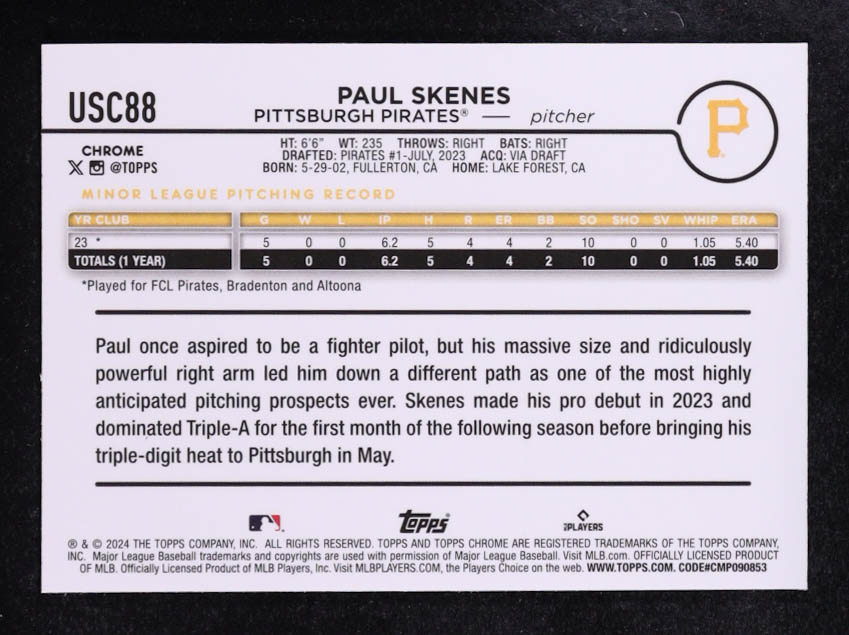 USC88
PAUL SKENES
PITTSBURGH PIRATES® — pitcher
P
CHROME
X @TOPPS
HT: 6'6" WT: 235 THROWS: RIGHT BATS: RIGHT
DRAFTED: PIRATES #1-JULY, 2023 ACQ: VIA DRAFT
BORN: 5-29-02, FULLERTON, CA HOME: LAKE FOREST, CA
MINOR LEAGUE PITCHING RECORD
YR CLUB G W L IP H R ER BB SO SHO SV WHIP ERA
23 * 5 0 0 6.2 5 4 4 2 10 0 0 1.05 5.40
TOTALS (1 YEAR) 5 0 0 6.2 5 4 4 2 10 0 0 1.05 5.40
*Played for FCL Pirates, Bradenton and Altoona
Paul once aspired to be a fighter pilot, but his massive size and ridiculously
powerful right arm led him down a different path as one of the most highly
anticipated pitching prospects ever. Skenes made his pro debut in 2023 and
dominated Triple-A for the first month of the following season before bringing his
triple-digit heat to Pittsburgh in May.
Topps®
PLAYERS
® & © 2024 THE TOPPS COMPANY, INC. ALL RIGHTS RESERVED. TOPPS AND TOPPS CHROME ARE REGISTERED TRADEMARKS OF THE TOPPS COMPANY,
INC. Major League Baseball trademarks and copyrights are used with permission of Major League Baseball. Visit MLB.com. OFFICIALLY LICENSED PRODUCT
OF MLB. Officially Licensed Product of MLB Players, Inc. Visit MLBPLAYERS.COM, the Players Choice on the web. WWW.TOPPS.COM. CODE#CMP090853